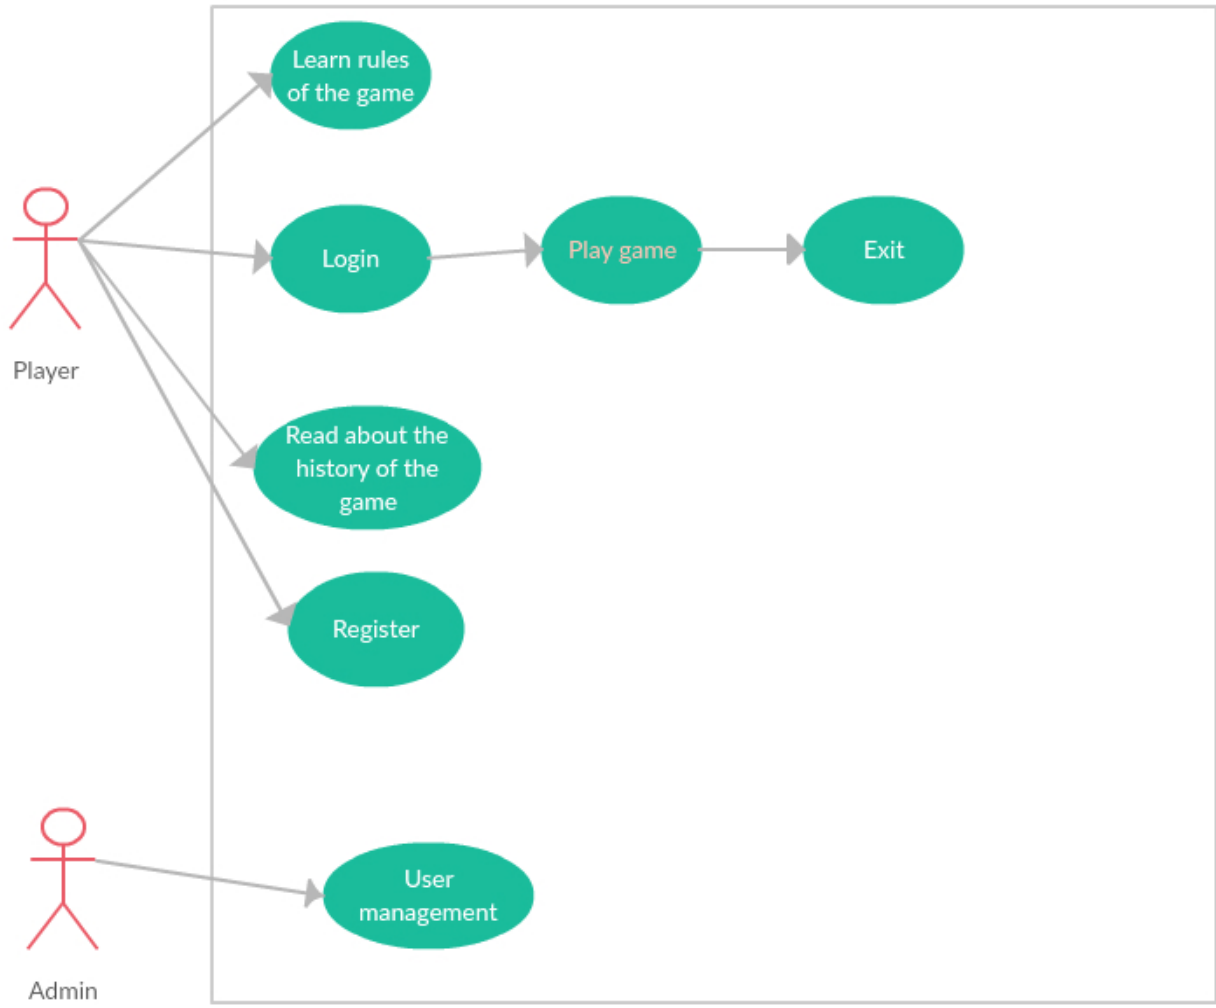 Learn rules
of the game
Login
Play game
Exit
Player
Read about the
history of the
game
Register
User
management
Admin